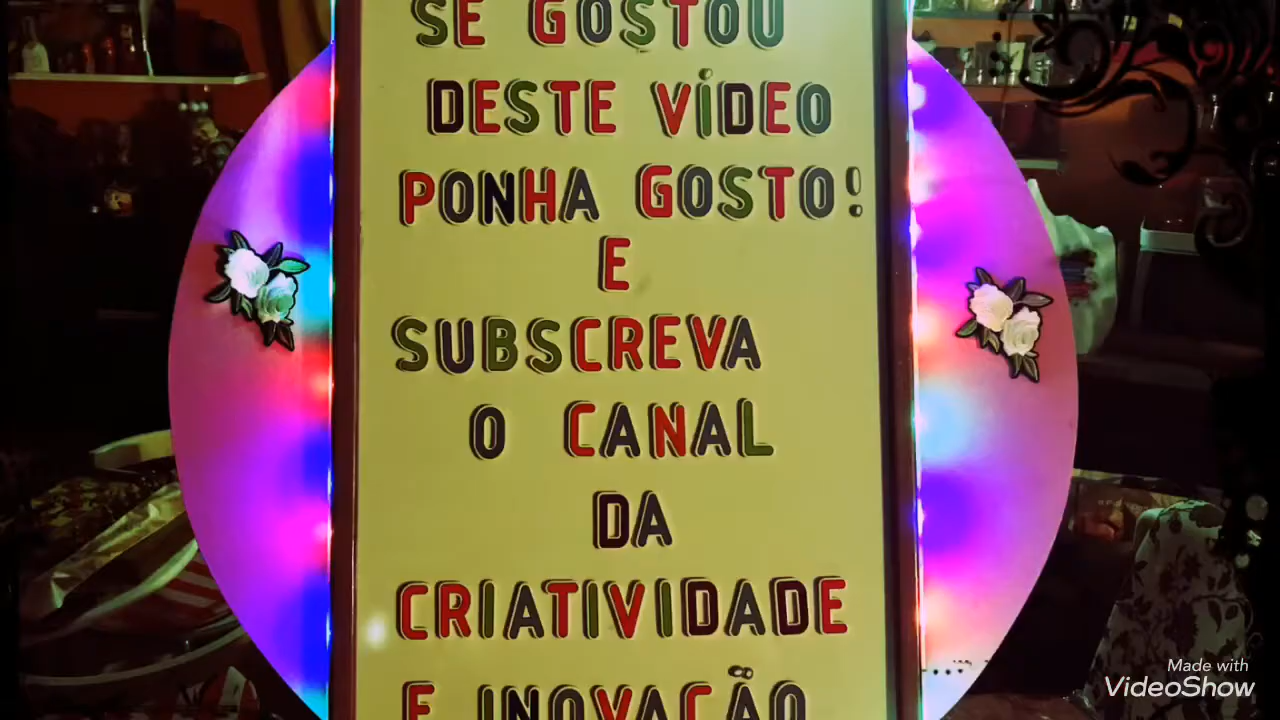 SE GOSTOU
DESTE VÍDEO
PONHA GOSTO!
E
SUBSCREVA
O CANAL
DA
CRIATIVIDADE
E INOVAÇÃO
Made with
VideoShow